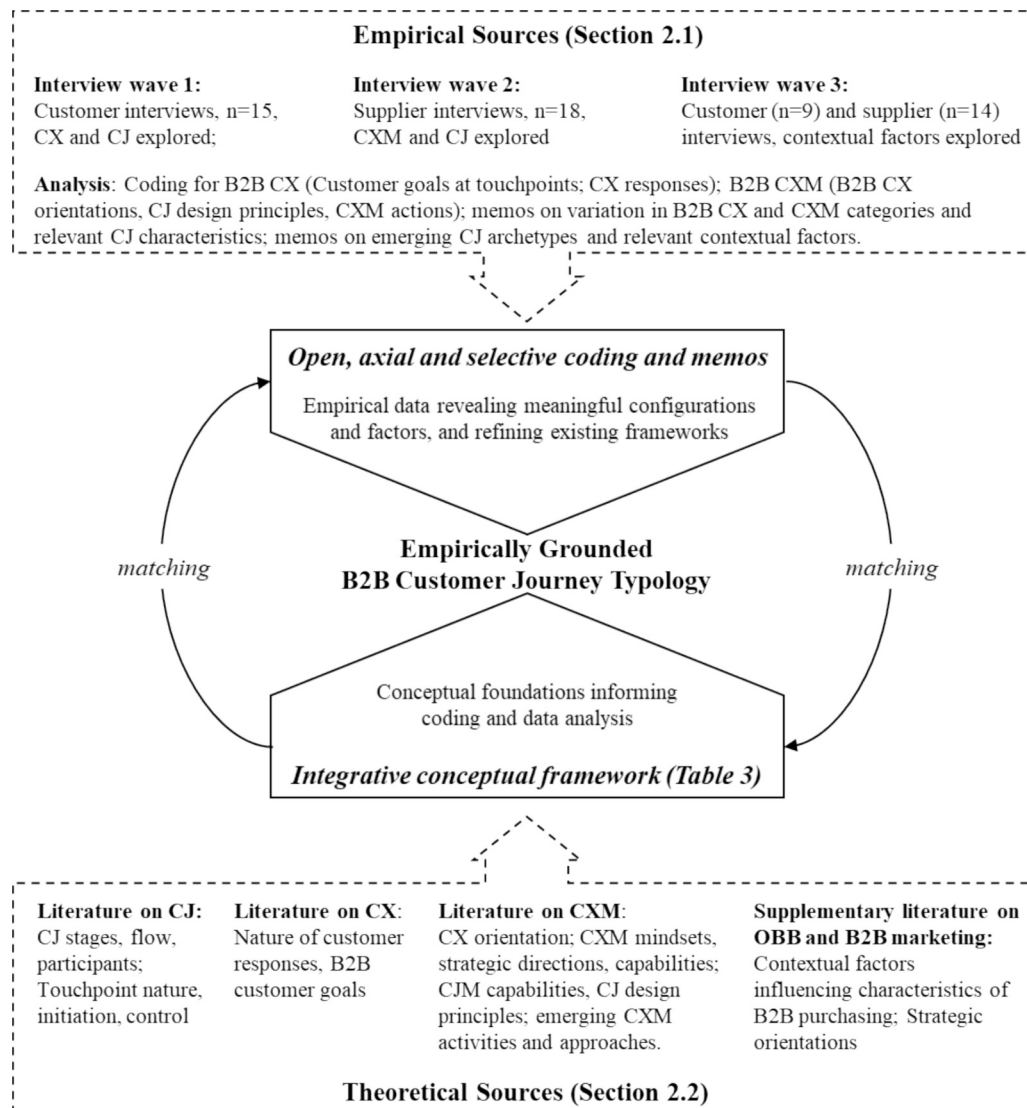 Empirical Sources (Section 2.1)
Interview wave 1:
Customer interviews, n=15,
CX and CJ explored;
Interview wave 2:
Supplier interviews, n=18,
CXM and CJ explored
Interview wave 3:
Customer (n=9) and supplier (n=14)
interviews, contextual factors explored
Analysis: Coding for B2B CX (Customer goals at touchpoints; CX responses); B2B CXM (B2B CX
orientations, CJ design principles, CXM actions); memos on variation in B2B CX and CXM categories and
relevant CJ characteristics; memos on emerging CJ archetypes and relevant contextual factors.
Open, axial and selective coding and memos
Empirical data revealing meaningful configurations
and factors, and refining existing frameworks
matching
Empirically Grounded
B2B Customer Journey Typology
matching
Conceptual foundations informing
coding and data analysis
Integrative conceptual framework (Table 3)
Literature on CJ:
CJ stages, flow,
participants;
Touchpoint nature,
initiation, control
Literature on CX:
Nature of customer
responses, B2B
customer goals
Literature on CXM:
CX orientation; CXM mindsets,
strategic directions, capabilities;
CJM capabilities, CJ design
principles; emerging CXM
activities and approaches.
Supplementary literature on
OBB and B2B marketing:
Contextual factors
influencing characteristics of
B2B purchasing; Strategic
orientations
Theoretical Sources (Section 2.2)